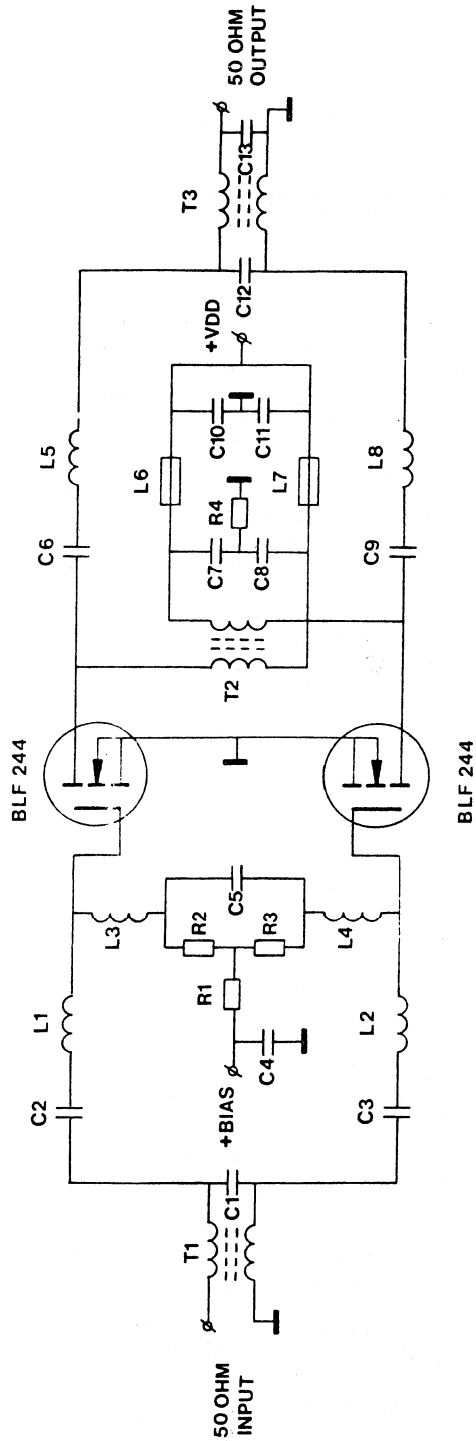 50 OHM
INPUT
T1
C1
C2
C3
+BIAS
C4
L1
L2
R1
R2
R3
L3
L4
C5
BLF 244
BLF 244
T2
C6
C7
C8
C9
R4
L5
L6
L7
L8
C10
C11
+VDD
C12
T3
C13
50 OHM
OUTPUT